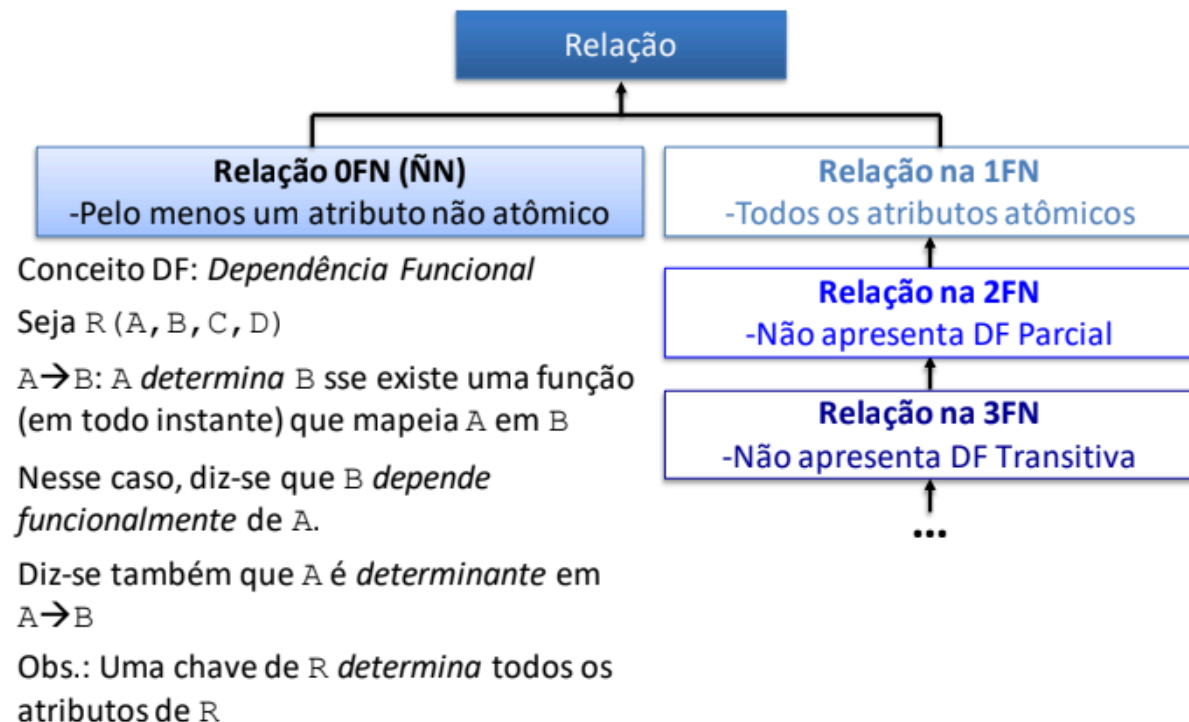 Relação
Relação 0FN (ÑN)
-Pelo menos um atributo não atômico
Relação na 1FN
-Todos os atributos atômicos
Relação na 2FN
-Não apresenta DF Parcial
Relação na 3FN
-Não apresenta DF Transitiva
...
Conceito DF: Dependência Funcional
Seja R(A,B,C,D)
A→B: A determina B sse existe uma função
(em todo instante) que mapeia A em B
Nesse caso, diz-se que B depende
funcionalmente de A.
Diz-se também que A é determinante em
A→B
Obs.: Uma chave de R determina todos os
atributos de R